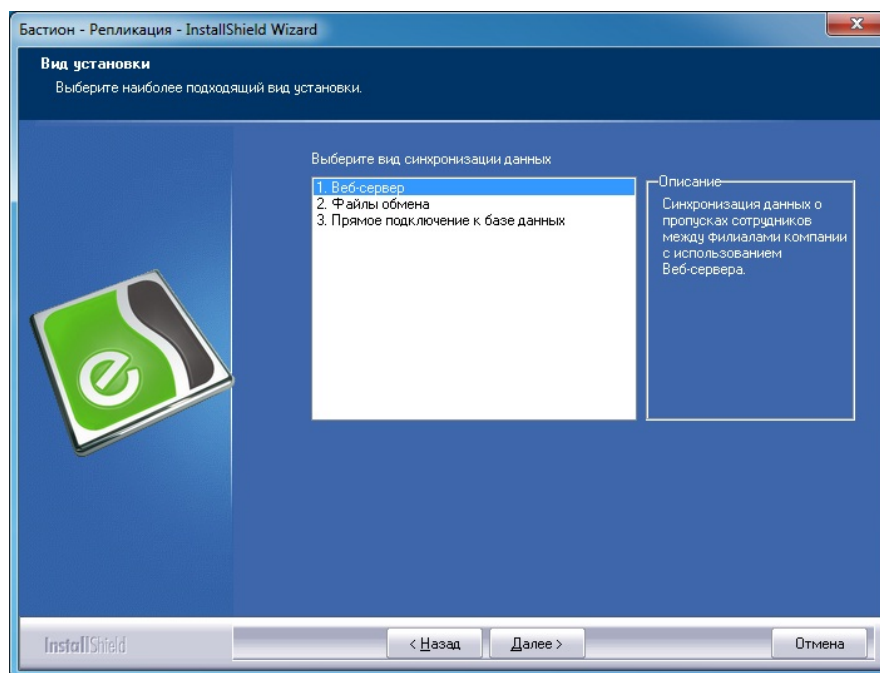 Бастион - Репликация - InstallShield Wizard
Вид установки
Выберите наиболее подходящий вид установки.
Выберите вид синхронизации данных
1. Веб-сервер
2. Файлы обмена
3. Прямое подключение к базе данных
Описание
Синхронизация данных о
пропусках сотрудников
между филиалами компании
с использованием
Веб-сервера.
InstallShield
< Назад
Далее >
Отмена